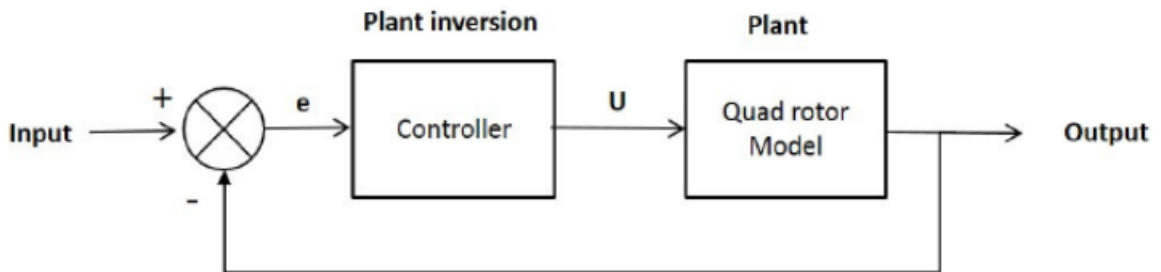 Plant inversion
Plant
+
e
U
Input
Controller
Quad rotor
Model
Output
-